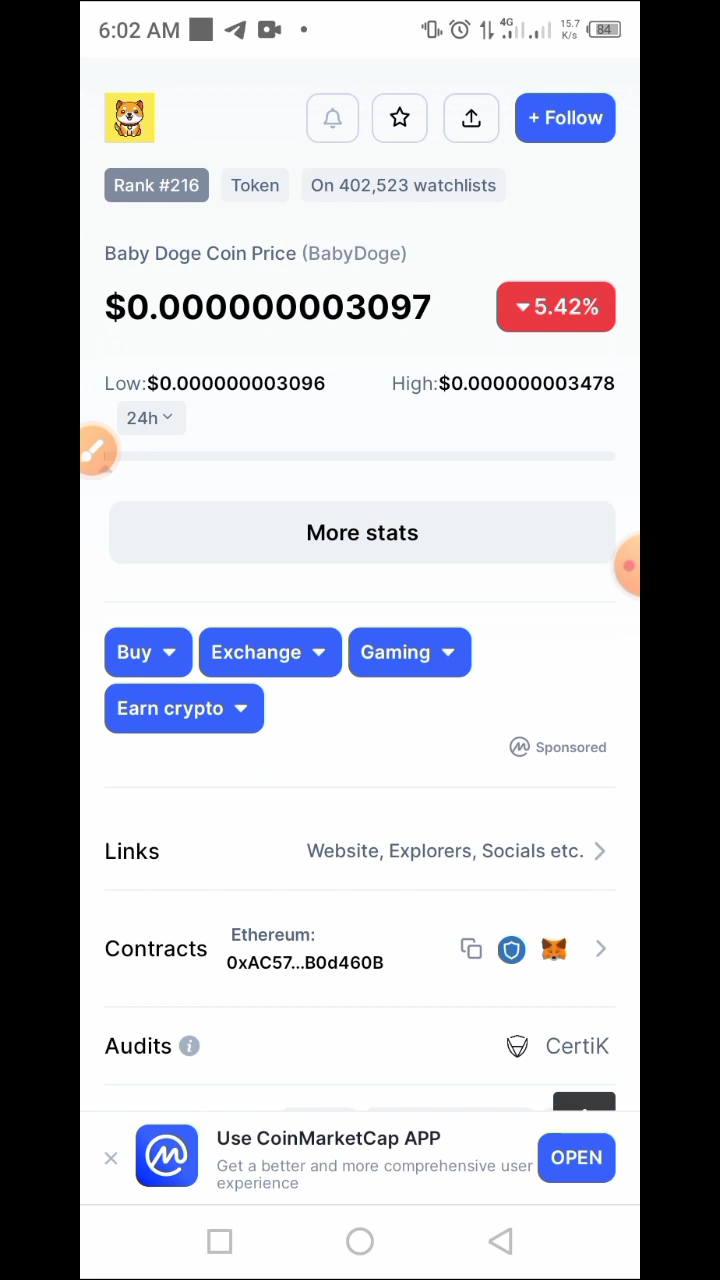 6:02 AM 4G 15.7 K/s 84
+ Follow
Rank #216 Token On 402,523 watchlists
Baby Doge Coin Price (BabyDoge)
$0.000000003097 5.42%
Low:$0.000000003096 High:$0.000000003478
24h
More stats
Buy Exchange Gaming
Earn crypto
Sponsored
Links Website, Explorers, Socials etc.
Contracts Ethereum:
0xAC57...B0d460B
Audits i CertiK
Use CoinMarketCap APP
Get a better and more comprehensive user
experience
OPEN